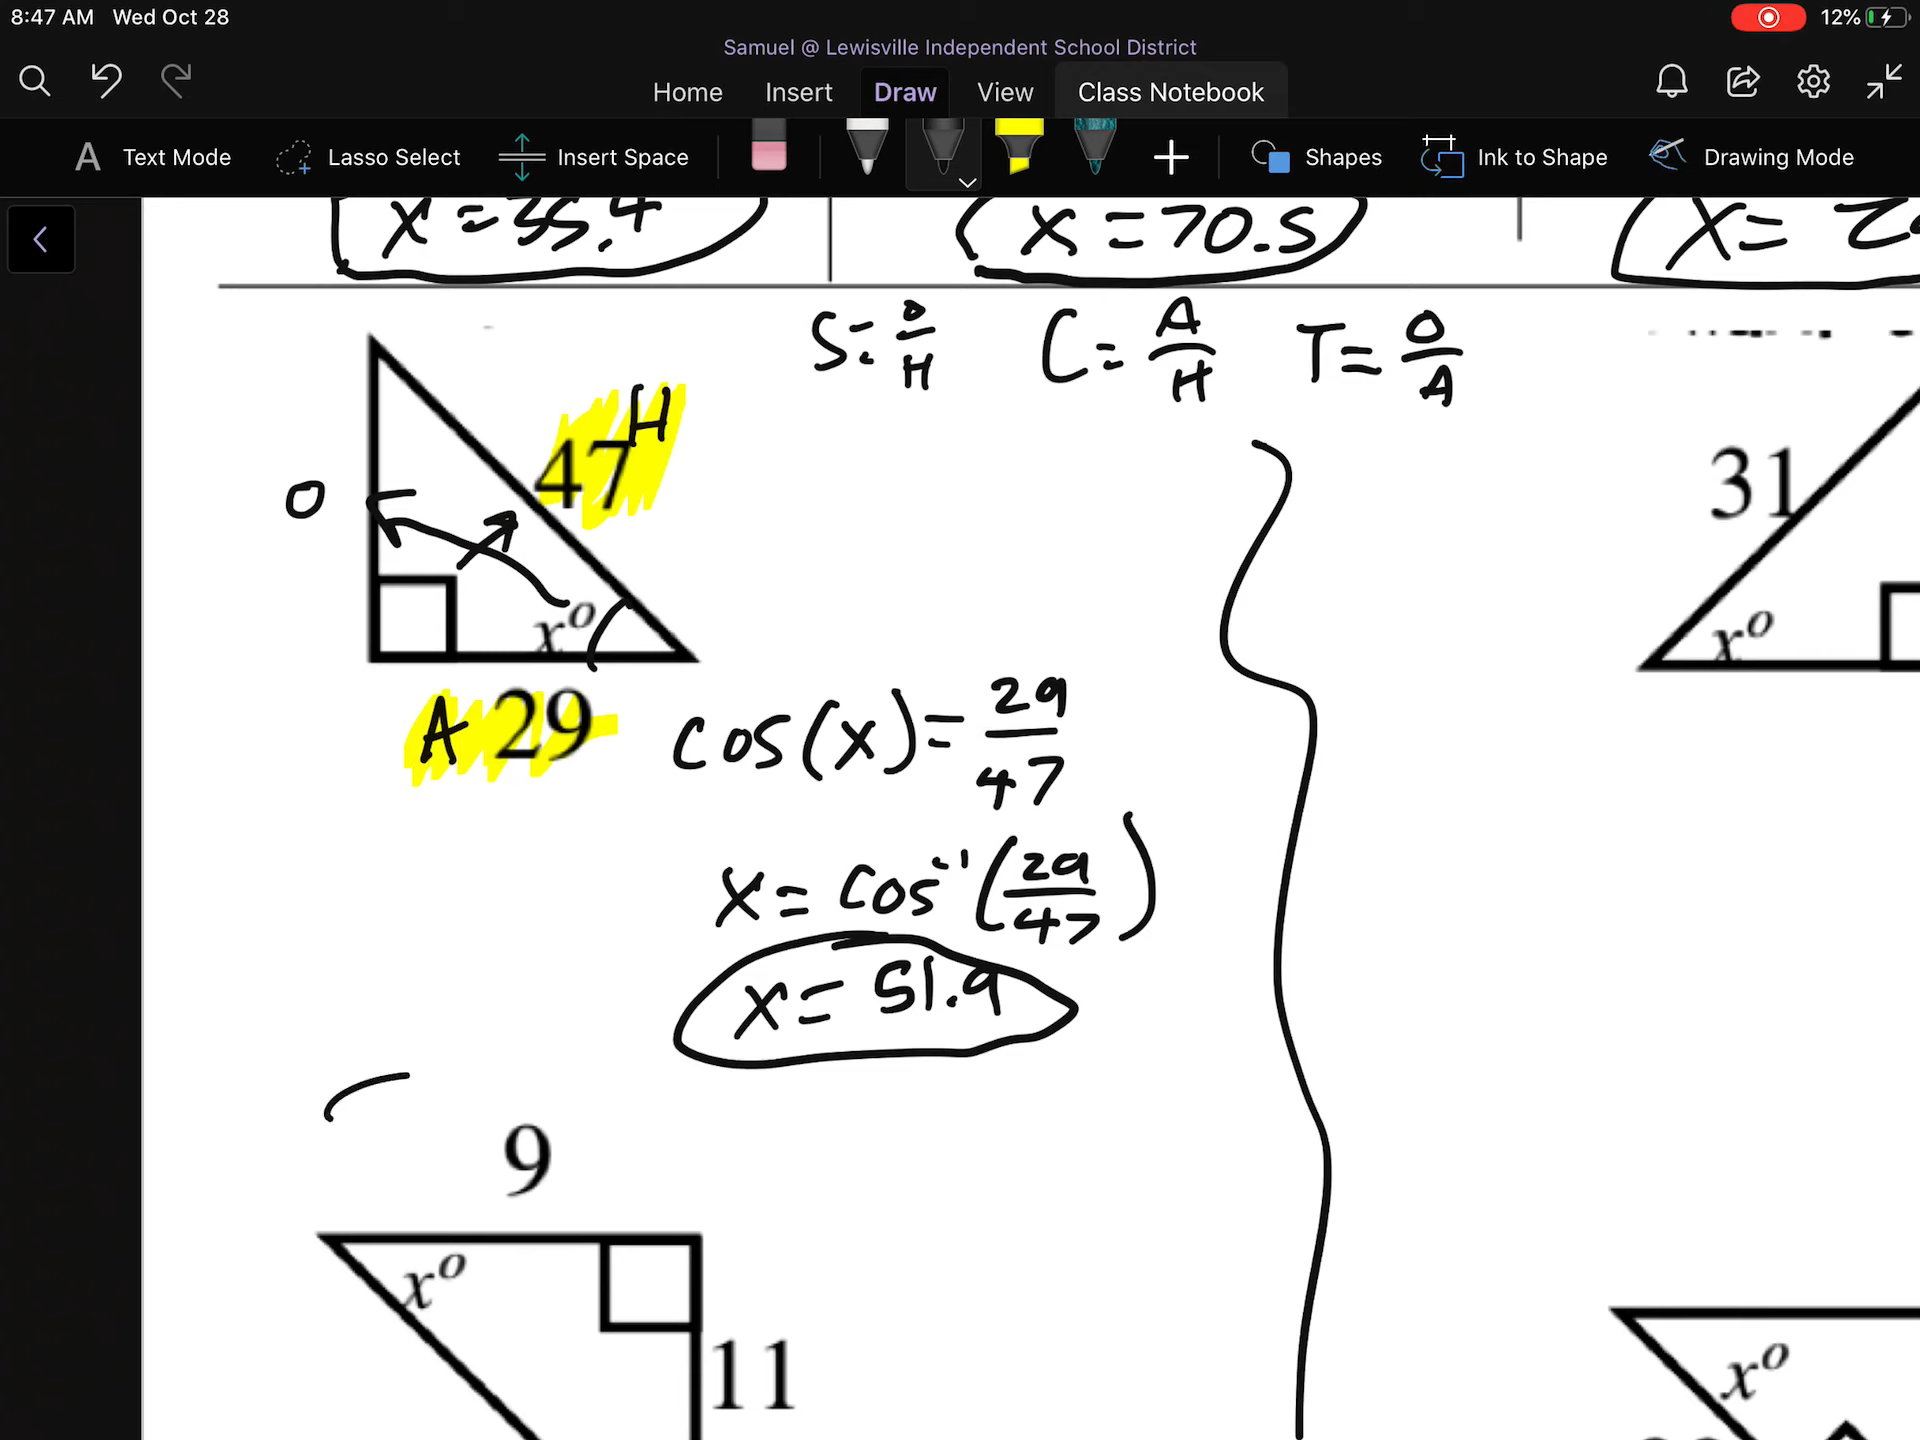 8:47 AM Wed Oct 28
12%
Samuel @ Lewisville Independent School District
Home Insert Draw View Class Notebook
A Text Mode Lasso Select Insert Space Shapes Ink to Shape Drawing Mode
x = 35.4 x = 70.5 x =
S = O/H C = A/H T = O/A
47 H
O
31
x° x°
A 29
cos(x) = 29/47
x = cos⁻¹(29/47)
x = 51.9
9
x°
11
x°